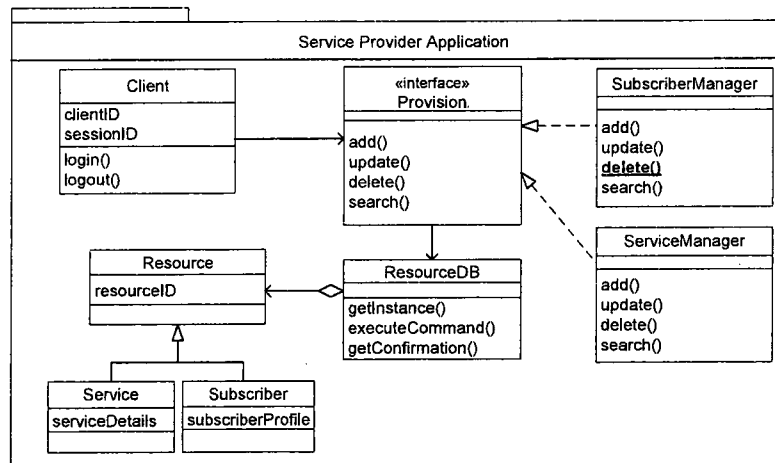 Service Provider Application
Client
clientID
sessionID
login()
logout()
«interface»
Provision.
add()
update()
delete()
search()
SubscriberManager
add()
update()
delete()
search()
ServiceManager
add()
update()
delete()
search()
Resource
resourceID
ResourceDB
getInstance()
executeCommand()
getConfirmation()
Service
serviceDetails
Subscriber
subscriberProfile